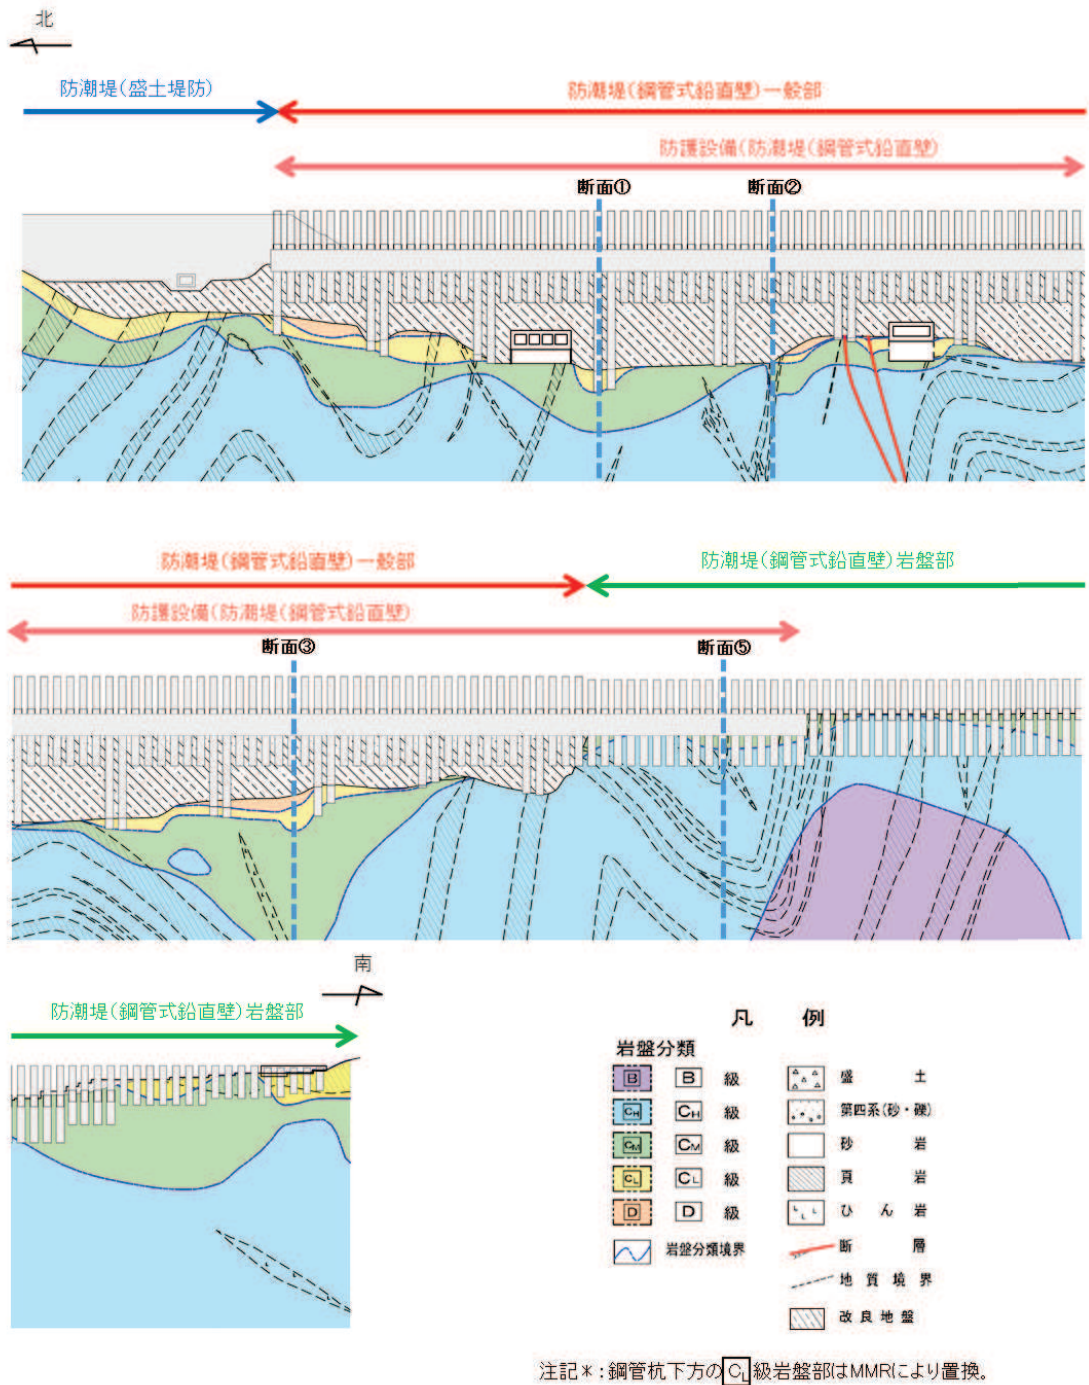 北
防潮堤(盛土堤防)
防潮堤(鋼管式鉛直壁)一般部
防護設備(防潮堤(鋼管式鉛直壁)
断面①
断面②
防潮堤(鋼管式鉛直壁)一般部
防潮堤(鋼管式鉛直壁)岩盤部
防護設備(防潮堤(鋼管式鉛直壁)
断面③
断面⑤
南
防潮堤(鋼管式鉛直壁)岩盤部
凡 例
岩盤分類
B B 級
CH CH 級
CM CM 級
CL CL 級
D D 級
岩盤分類境界
盛土
第四系(砂・礫)
砂岩
頁岩
ひん岩
断層
地質境界
改良地盤
注記*:鋼管杭下方のCL級岩盤部はMMRにより置換。